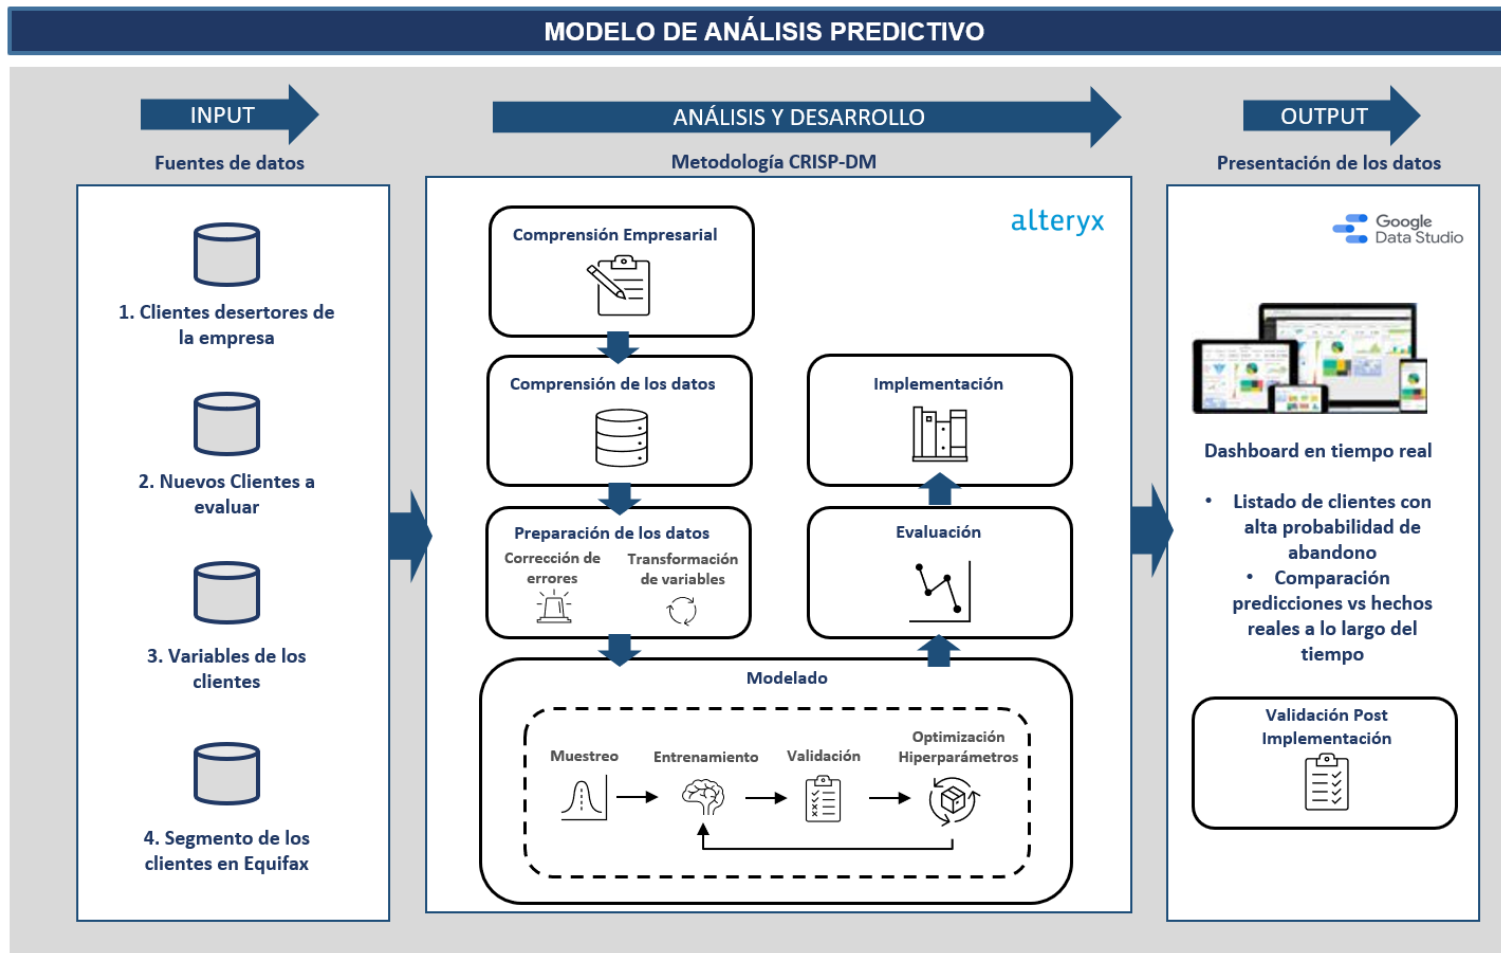 MODELO DE ANÁLISIS PREDICTIVO
INPUT
Fuentes de datos
1. Clientes desertores de
la empresa
2. Nuevos Clientes a
evaluar
3. Variables de los
clientes
4. Segmento de los
clientes en Equifax
ANÁLISIS Y DESARROLLO
Metodología CRISP-DM
alteryx
Comprensión Empresarial
Comprensión de los datos
Preparación de los datos
Corrección de
errores
Transformación
de variables
Modelado
Muestreo
Entrenamiento
Validación
Optimización
Hiperparámetros
Evaluación
Implementación
OUTPUT
Presentación de los datos
Google
Data Studio
Dashboard en tiempo real
• Listado de clientes con
alta probabilidad de
abandono
• Comparación
predicciones vs hechos
reales a lo largo del
tiempo
Validación Post
Implementación